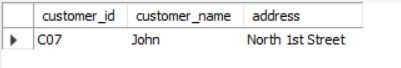 customer_id customer_name address
C07 John North 1st Street